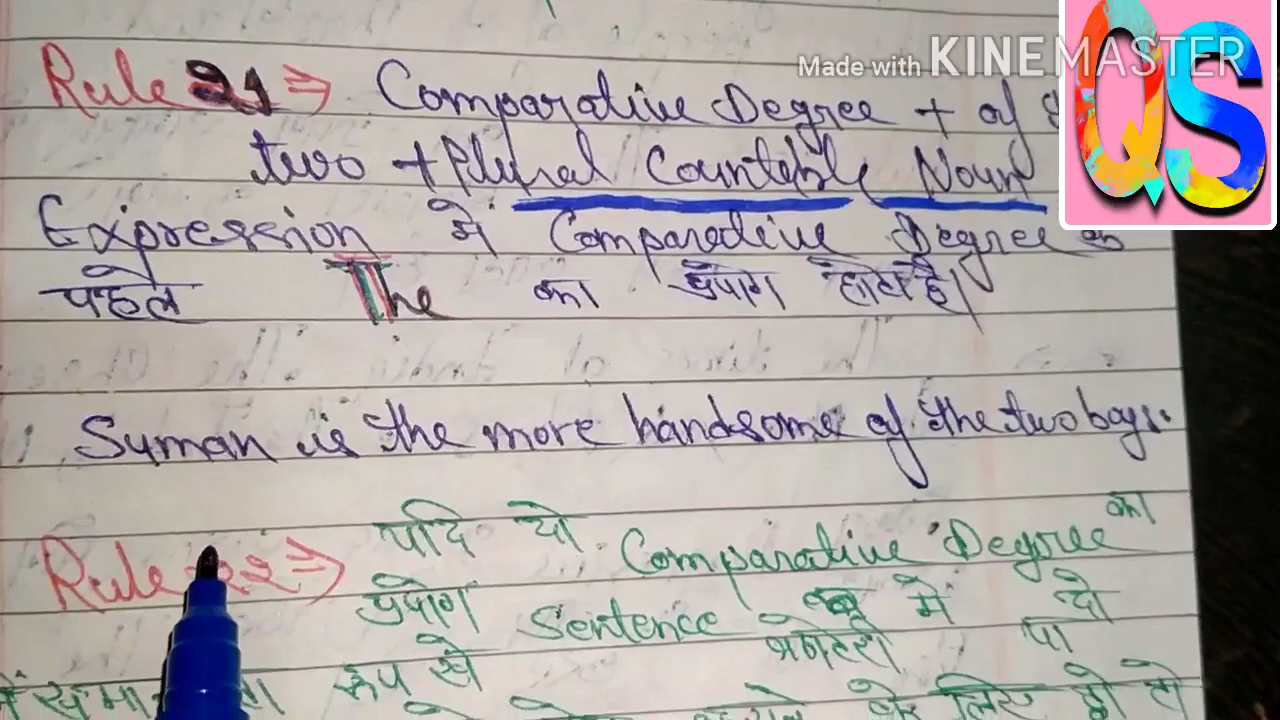 Made with KINEMASTER
QS
Rule 21 ⇒ Comparative Degree + of
two + Plural Countable Noun
Expression में Comparative Degree के
पहले The का प्रयोग होता है।
Suman is the more handsome of the two boys.
Rule 22 ⇒ यदि दो Comparative Degree का
प्रयोग Sentence में दो
रूप से या
के लिए हो तो